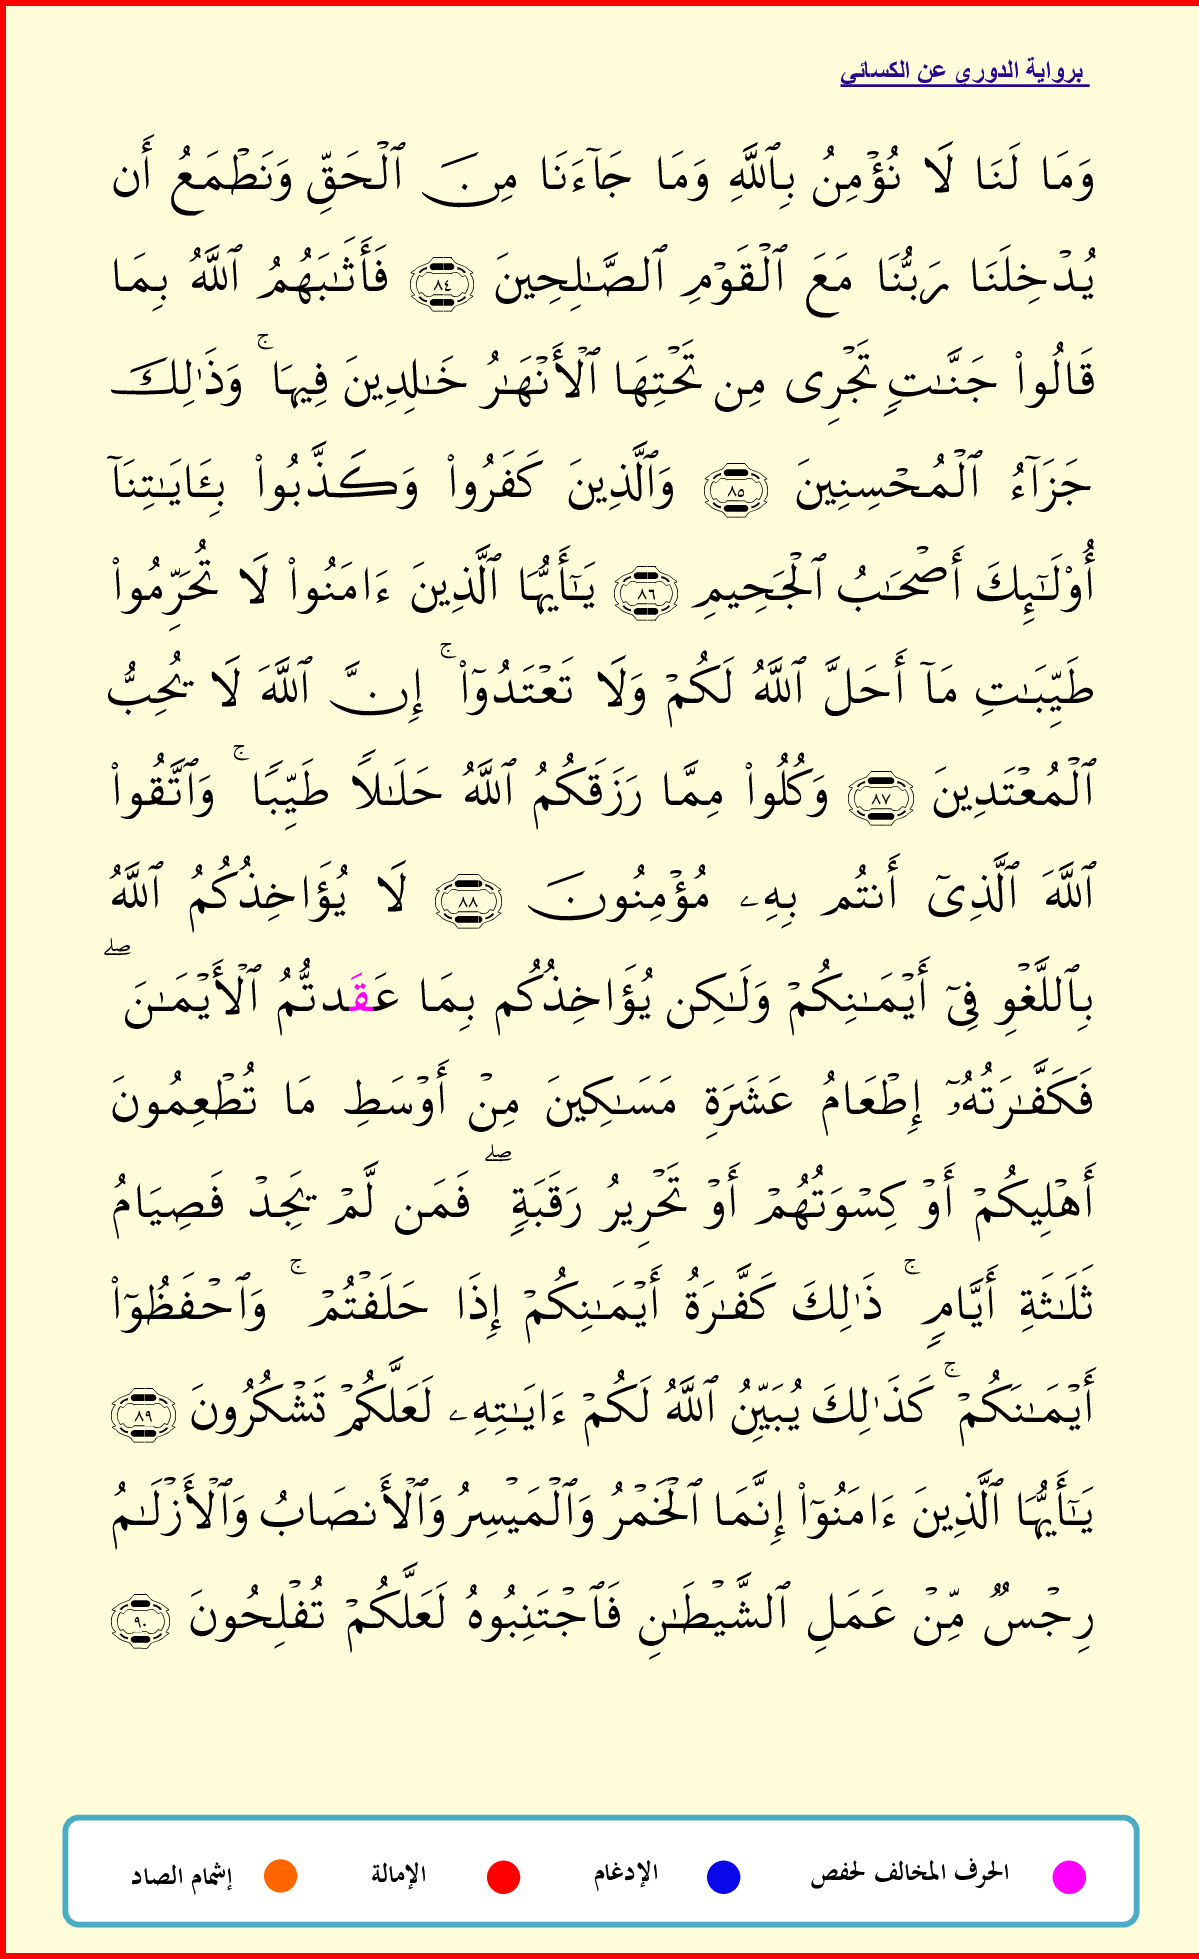 برواية الدوري عن الكسائي
وَمَا لَنَا لَا نُؤۡمِنُ بِٱللَّهِ وَمَا جَآءَنَا مِنَ ٱلۡحَقِّ وَنَطۡمَعُ أَن
يُدۡخِلَنَا رَبُّنَا مَعَ ٱلۡقَوۡمِ ٱلصَّٰلِحِينَ ٨٤ فَأَثَٰبَهُمُ ٱللَّهُ بِمَا
قَالُواْ جَنَّٰتٖ تَجۡرِى مِن تَحۡتِهَا ٱلۡأَنۡهَٰرُ خَٰلِدِينَ فِيهَاۚ وَذَٰلِكَ
جَزَآءُ ٱلۡمُحۡسِنِينَ ٨٥ وَٱلَّذِينَ كَفَرُواْ وَكَذَّبُواْ بِـَٔايَٰتِنَآ
أُوْلَٰٓئِكَ أَصۡحَٰبُ ٱلۡجَحِيمِ ٨٦ يَٰٓأَيُّهَا ٱلَّذِينَ ءَامَنُواْ لَا تُحَرِّمُواْ
طَيِّبَٰتِ مَآ أَحَلَّ ٱللَّهُ لَكُمۡ وَلَا تَعۡتَدُوٓاْۚ إِنَّ ٱللَّهَ لَا يُحِبُّ
ٱلۡمُعۡتَدِينَ ٨٧ وَكُلُواْ مِمَّا رَزَقَكُمُ ٱللَّهُ حَلَٰلٗا طَيِّبٗاۚ وَٱتَّقُواْ
ٱللَّهَ ٱلَّذِىٓ أَنتُم بِهِۦ مُؤۡمِنُونَ ٨٨ لَا يُؤَاخِذُكُمُ ٱللَّهُ
بِٱللَّغۡوِ فِىٓ أَيۡمَٰنِكُمۡ وَلَٰكِن يُؤَاخِذُكُم بِمَا عَقَدتُّمُ ٱلۡأَيۡمَٰنَۖ
فَكَفَّٰرَتُهُۥٓ إِطۡعَامُ عَشَرَةِ مَسَٰكِينَ مِنۡ أَوۡسَطِ مَا تُطۡعِمُونَ
أَهۡلِيكُمۡ أَوۡ كِسۡوَتُهُمۡ أَوۡ تَحۡرِيرُ رَقَبَةٖۖ فَمَن لَّمۡ يَجِدۡ فَصِيَامُ
ثَلَٰثَةِ أَيَّامٖۚ ذَٰلِكَ كَفَّٰرَةُ أَيۡمَٰنِكُمۡ إِذَا حَلَفۡتُمۡۚ وَٱحۡفَظُوٓاْ
أَيۡمَٰنَكُمۡۚ كَذَٰلِكَ يُبَيِّنُ ٱللَّهُ لَكُمۡ ءَايَٰتِهِۦ لَعَلَّكُمۡ تَشۡكُرُونَ ٨٩
يَٰٓأَيُّهَا ٱلَّذِينَ ءَامَنُوٓاْ إِنَّمَا ٱلۡخَمۡرُ وَٱلۡمَيۡسِرُ وَٱلۡأَنصَابُ وَٱلۡأَزۡلَٰمُ
رِجۡسٞ مِّنۡ عَمَلِ ٱلشَّيۡطَٰنِ فَٱجۡتَنِبُوهُ لَعَلَّكُمۡ تُفۡلِحُونَ ٩٠
الحرف المخالف لحفص الإدغام الإمالة إشمام الصاد